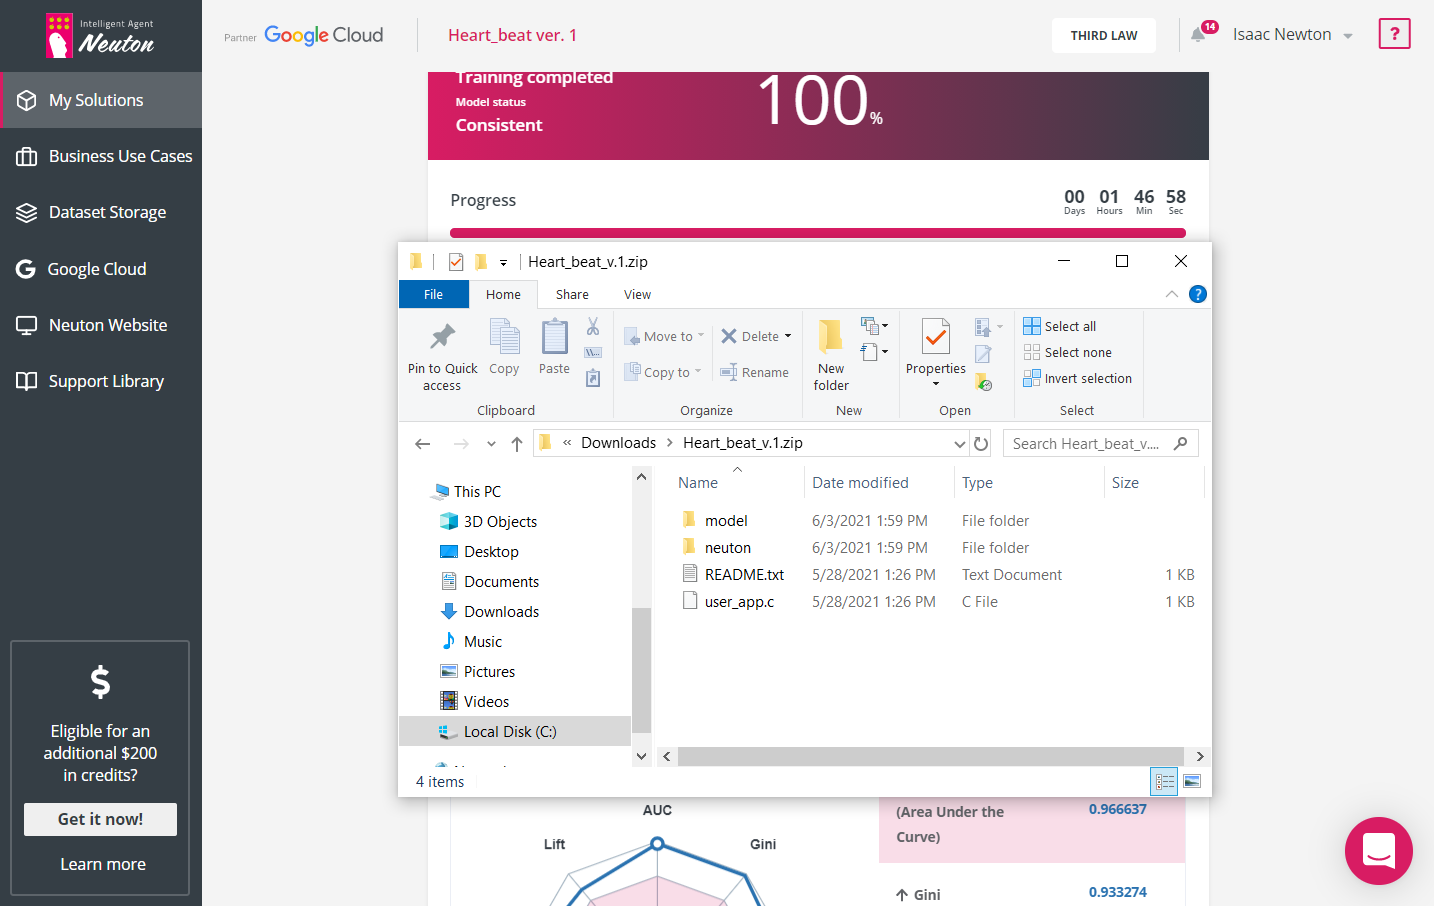 Intelligent Agent
Neuton
My Solutions
Business Use Cases
Dataset Storage
Google Cloud
Neuton Website
Support Library
$
Eligible for an
additional $200
in credits?
Get it now!
Learn more
Partner Google Cloud
Heart_beat ver. 1
THIRD LAW
14
Isaac Newton
?
Training completed
Model status
Consistent
100%
Progress
00 01 46 58
Days Hours Min Sec
Heart_beat_v.1.zip
File Home Share View
?
Pin to Quick
access
Copy
Paste
Clipboard
Move to
Copy to
Delete
Rename
Organize
New
folder
New
Properties
Open
Select all
Select none
Invert selection
Select
« Downloads > Heart_beat_v.1.zip
Search Heart_beat_v....
This PC
3D Objects
Desktop
Documents
Downloads
Music
Pictures
Videos
Local Disk (C:)
Name Date modified Type Size
model 6/3/2021 1:59 PM File folder
neuton 6/3/2021 1:59 PM File folder
README.txt 5/28/2021 1:26 PM Text Document 1 KB
user_app.c 5/28/2021 1:26 PM C File 1 KB
4 items
AUC
Lift
Gini
(Area Under the
Curve)
0.966637
Gini
0.933274